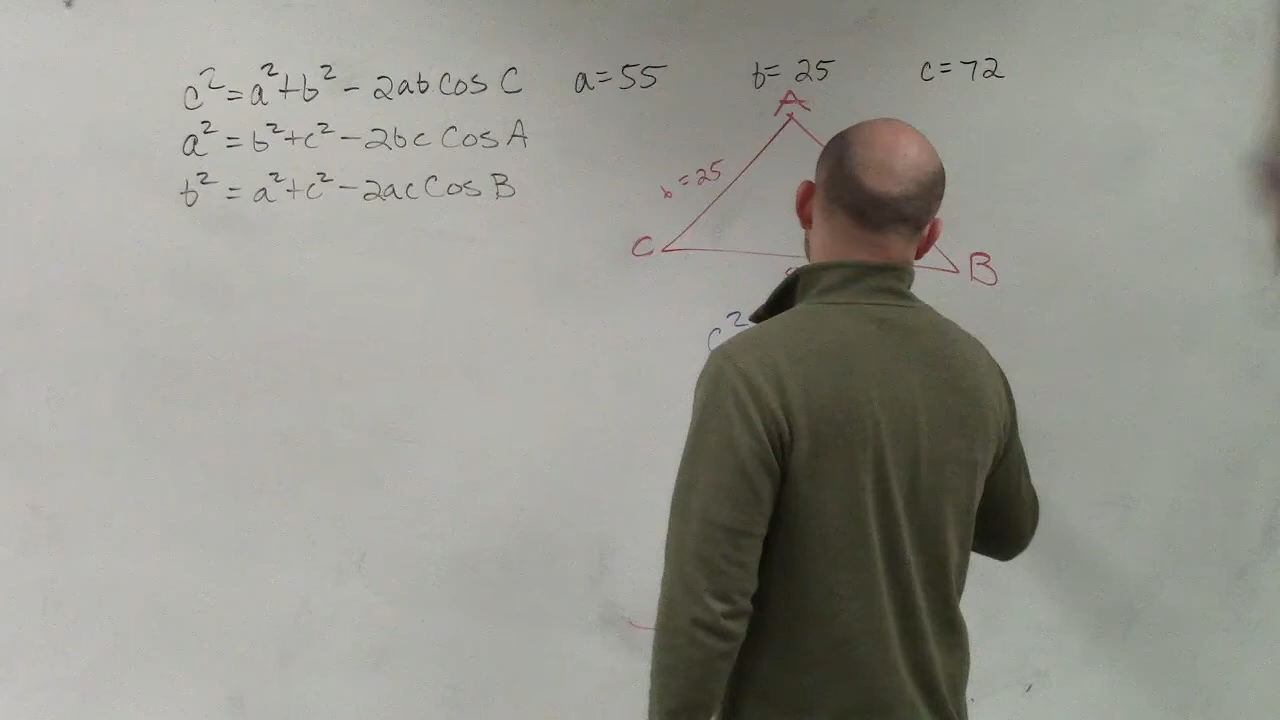 c²=a²+b²-2ab cos C a=55 b=25 c=72
a²=b²+c²-2bc Cos A
b²=a²+c²-2ac Cos B
A
b=25
C
B
c²